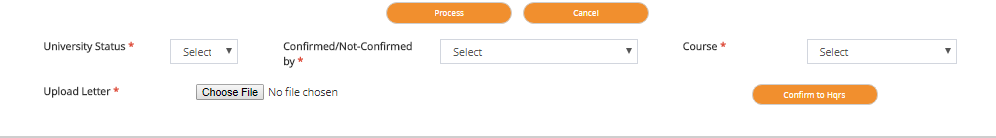 Process Cancel
University Status * Select Confirmed/Not-Confirmed by * Select Course * Select
Upload Letter * Choose File No file chosen Confirm to Hqrs